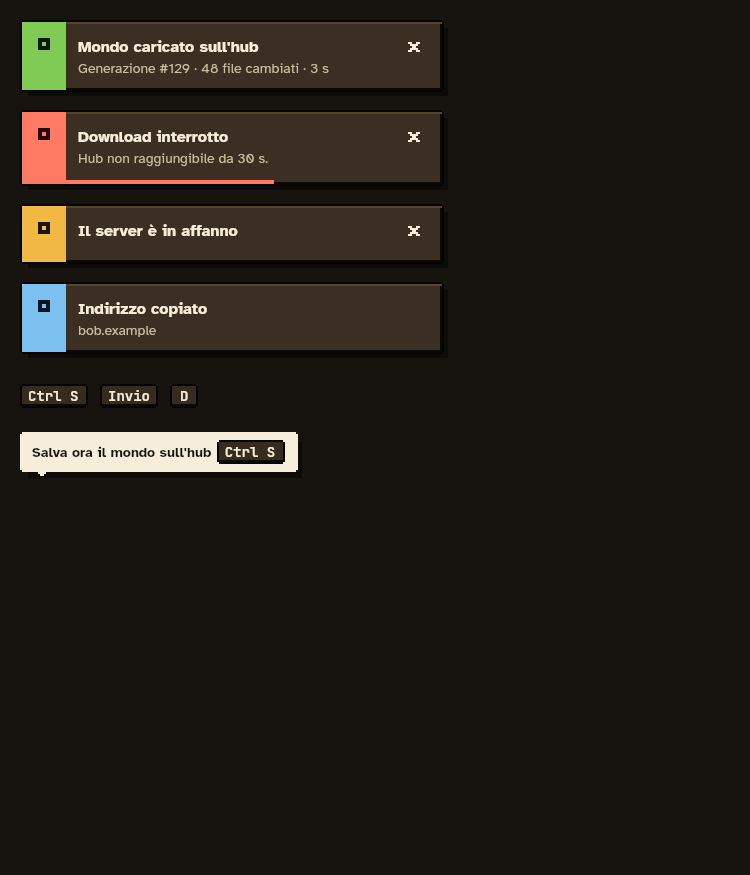 Mondo caricato sull'hub
Generazione #129 · 48 file cambiati · 3 s
Download interrotto
Hub non raggiungibile da 30 s.
Il server è in affanno
Indirizzo copiato
bob.example
Ctrl S Invio D
Salva ora il mondo sull'hub Ctrl S